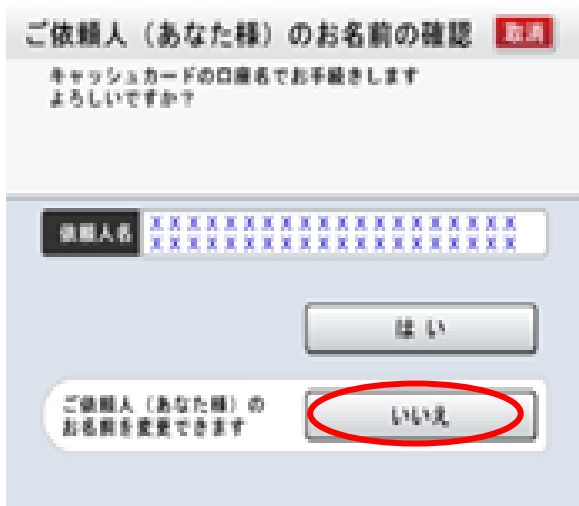 ご依頼人（あなた様）のお名前の確認 取消
キャッシュカードの口座名でお手続きします
よろしいですか？
依頼人名 XXXXXXXXXXXXXXXXXXXX
XXXXXXXXXXXXXXXXXXXX
はい
ご依頼人（あなた様）の
お名前を変更できます
いいえ